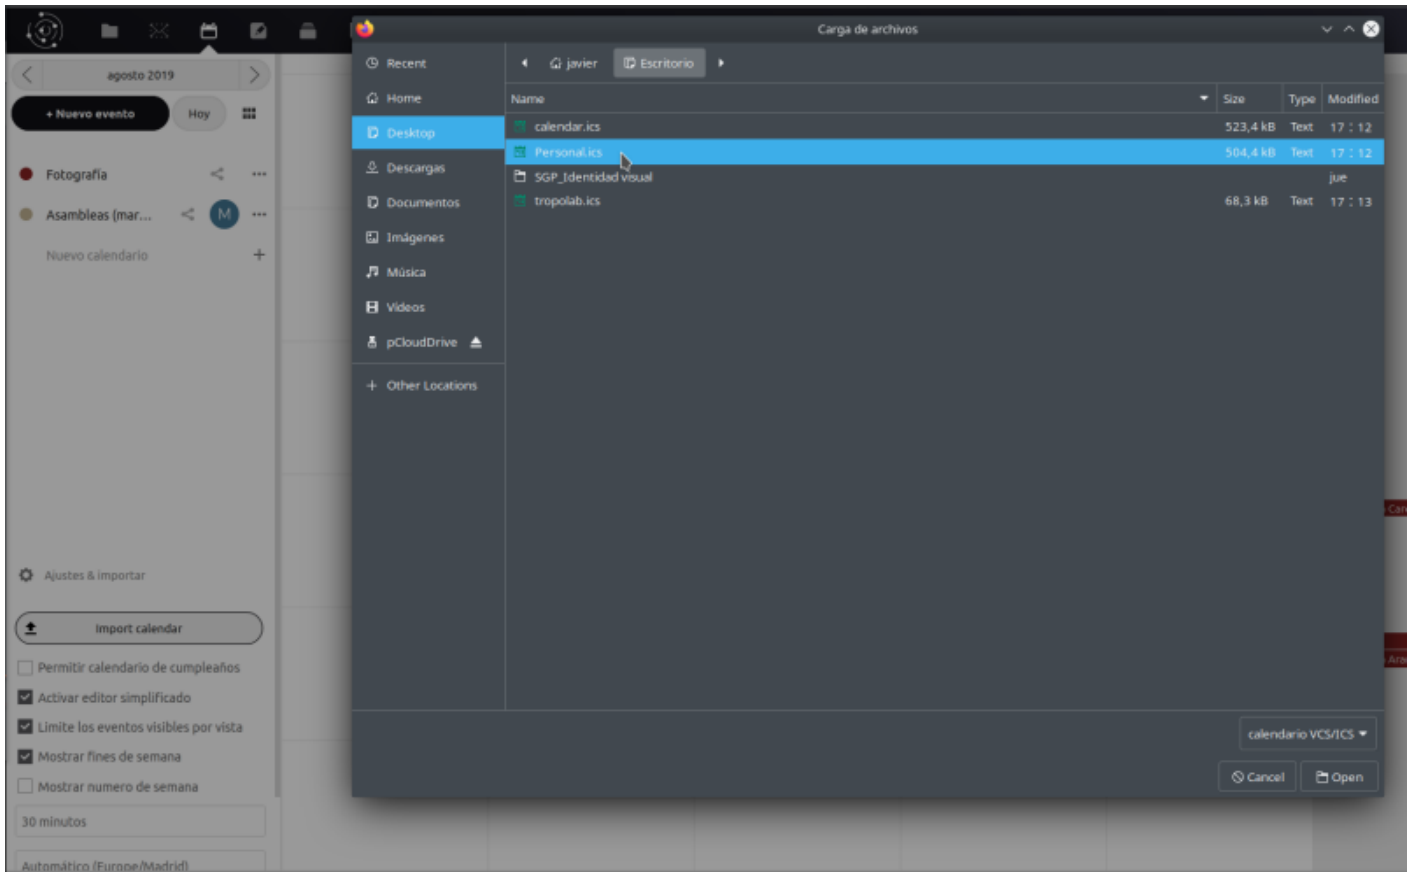 Carga de archivos
agosto 2019
+ Nuevo evento
Hoy
Fotografía
Asambleas (mar...
M
Nuevo calendario
Ajustes & importar
Import calendar
Permitir calendario de cumpleaños
Activar editor simplificado
Limite los eventos visibles por vista
Mostrar fines de semana
Mostrar numero de semana
30 minutos
Automático (Europe/Madrid)
Recent
Home
Desktop
Descargas
Documentos
Imágenes
Música
Vídeos
pCloudDrive
Other Locations
javier
Escritorio
Name Size Type Modified
calendar.ics 523,4 kB Text 17:12
Personal.ics 504,4 kB Text 17:12
SGP_Identidad visual jue
tropolab.ics 68,3 kB Text 17:13
calendario VCS/ICS
Cancel Open